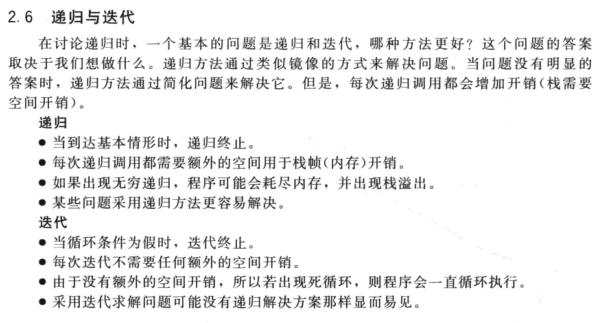 2.6 递归与迭代
在讨论递归时，一个基本的问题是递归和迭代，哪种方法更好？这个问题的答案
取决于我们想做什么。递归方法通过类似镜像的方式来解决问题。当问题没有明显的
答案时，递归方法通过简化问题来解决它。但是，每次递归调用都会增加开销(栈需要
空间开销)。
递归
● 当到达基本情形时，递归终止。
● 每次递归调用都需要额外的空间用于栈帧(内存)开销。
● 如果出现无穷递归，程序可能会耗尽内存，并出现栈溢出。
● 某些问题采用递归方法更容易解决。
迭代
● 当循环条件为假时，迭代终止。
● 每次迭代不需要任何额外的空间开销。
● 由于没有额外的空间开销，所以若出现死循环，则程序会一直循环执行。
● 采用迭代求解问题可能没有递归解决方案那样显而易见。